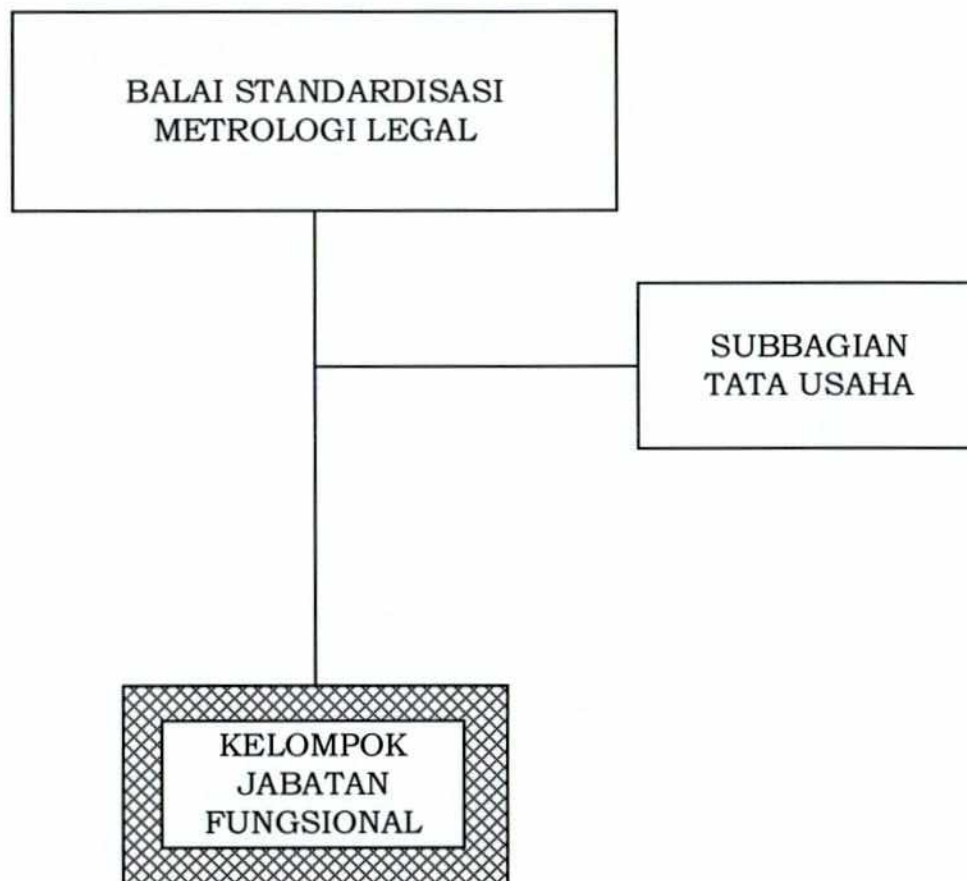 BALAI STANDARDISASI
METROLOGI LEGAL
SUBBAGIAN
TATA USAHA
KELOMPOK
JABATAN
FUNGSIONAL